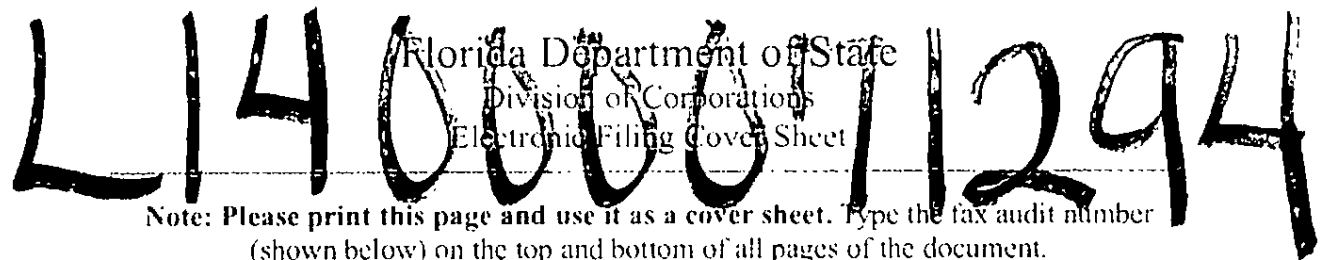 L14000071294
Florida Department of State
Division of Corporations
Electronic Filing Cover Sheet
Note: Please print this page and use it as a cover sheet. Type the fax audit number
(shown below) on the top and bottom of all pages of the document.